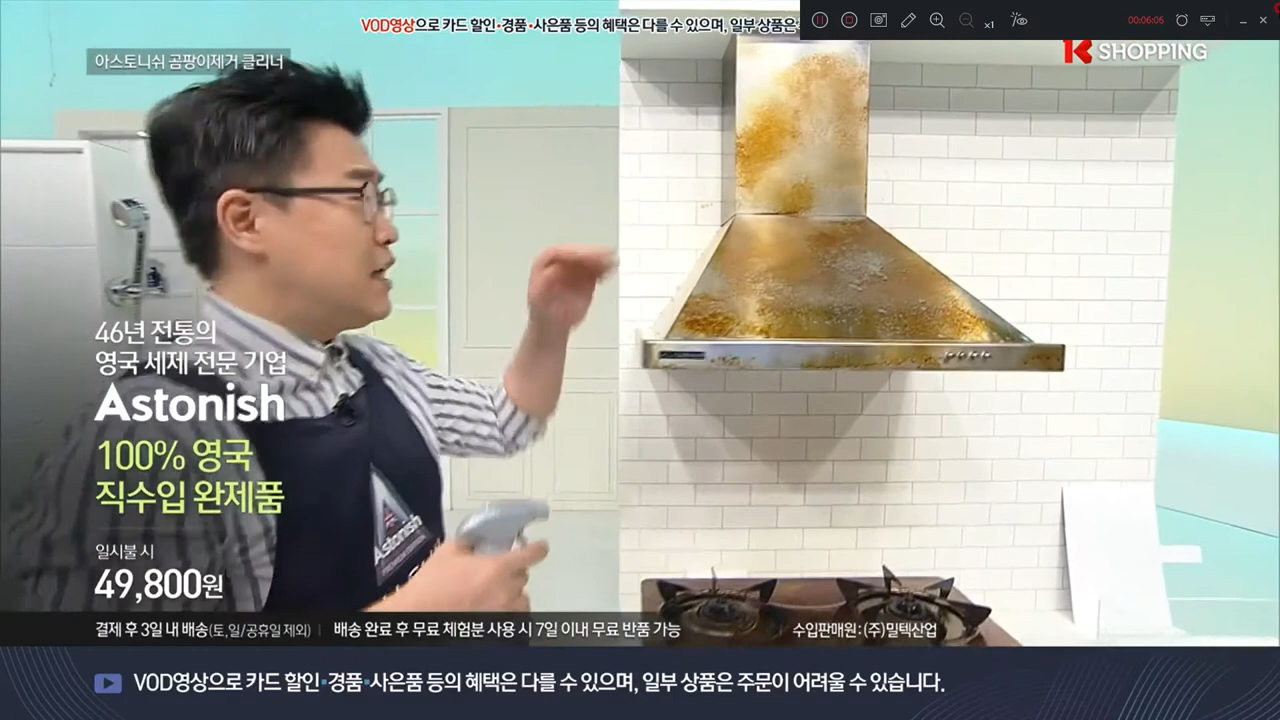 VOD영상으로 카드 할인·경품·사은품 등의 혜택은 다를 수 있으며, 일부 상품은
x1
00:06:06
K SHOPPING
아스토니쉬 곰팡이제거 클리너
46년 전통의
영국 세제 전문 기업
Astonish
100% 영국
직수입 완제품
Astonish
일시불 시
49,800원
결제 후 3일 내 배송(토,일/공휴일 제외) | 배송 완료 후 무료 체험분 사용 시 7일 이내 무료 반품 가능
수입판매원 : (주)밀텍산업
VOD영상으로 카드 할인·경품·사은품 등의 혜택은 다를 수 있으며, 일부 상품은 주문이 어려울 수 있습니다.